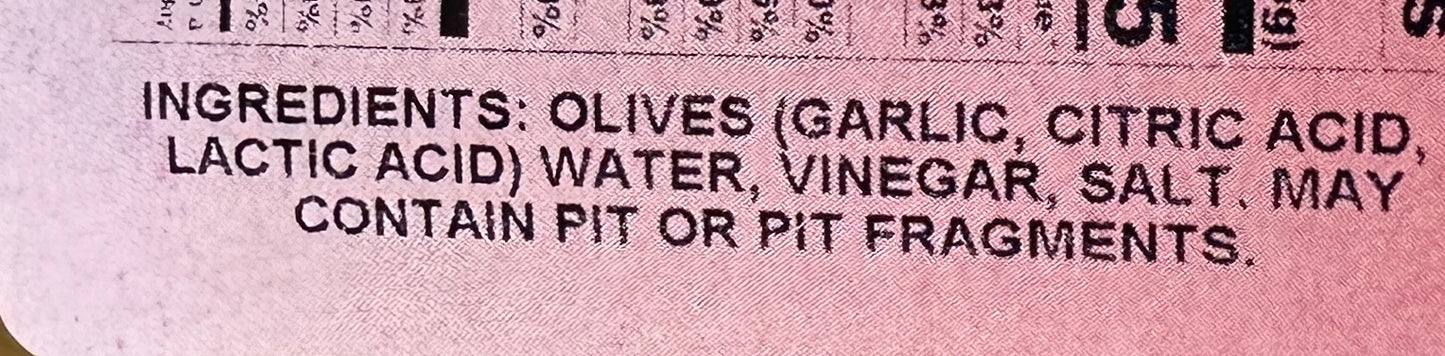 INGREDIENTS: OLIVES (GARLIC, CITRIC ACID,
LACTIC ACID) WATER, VINEGAR, SALT. MAY
CONTAIN PIT OR PIT FRAGMENTS.